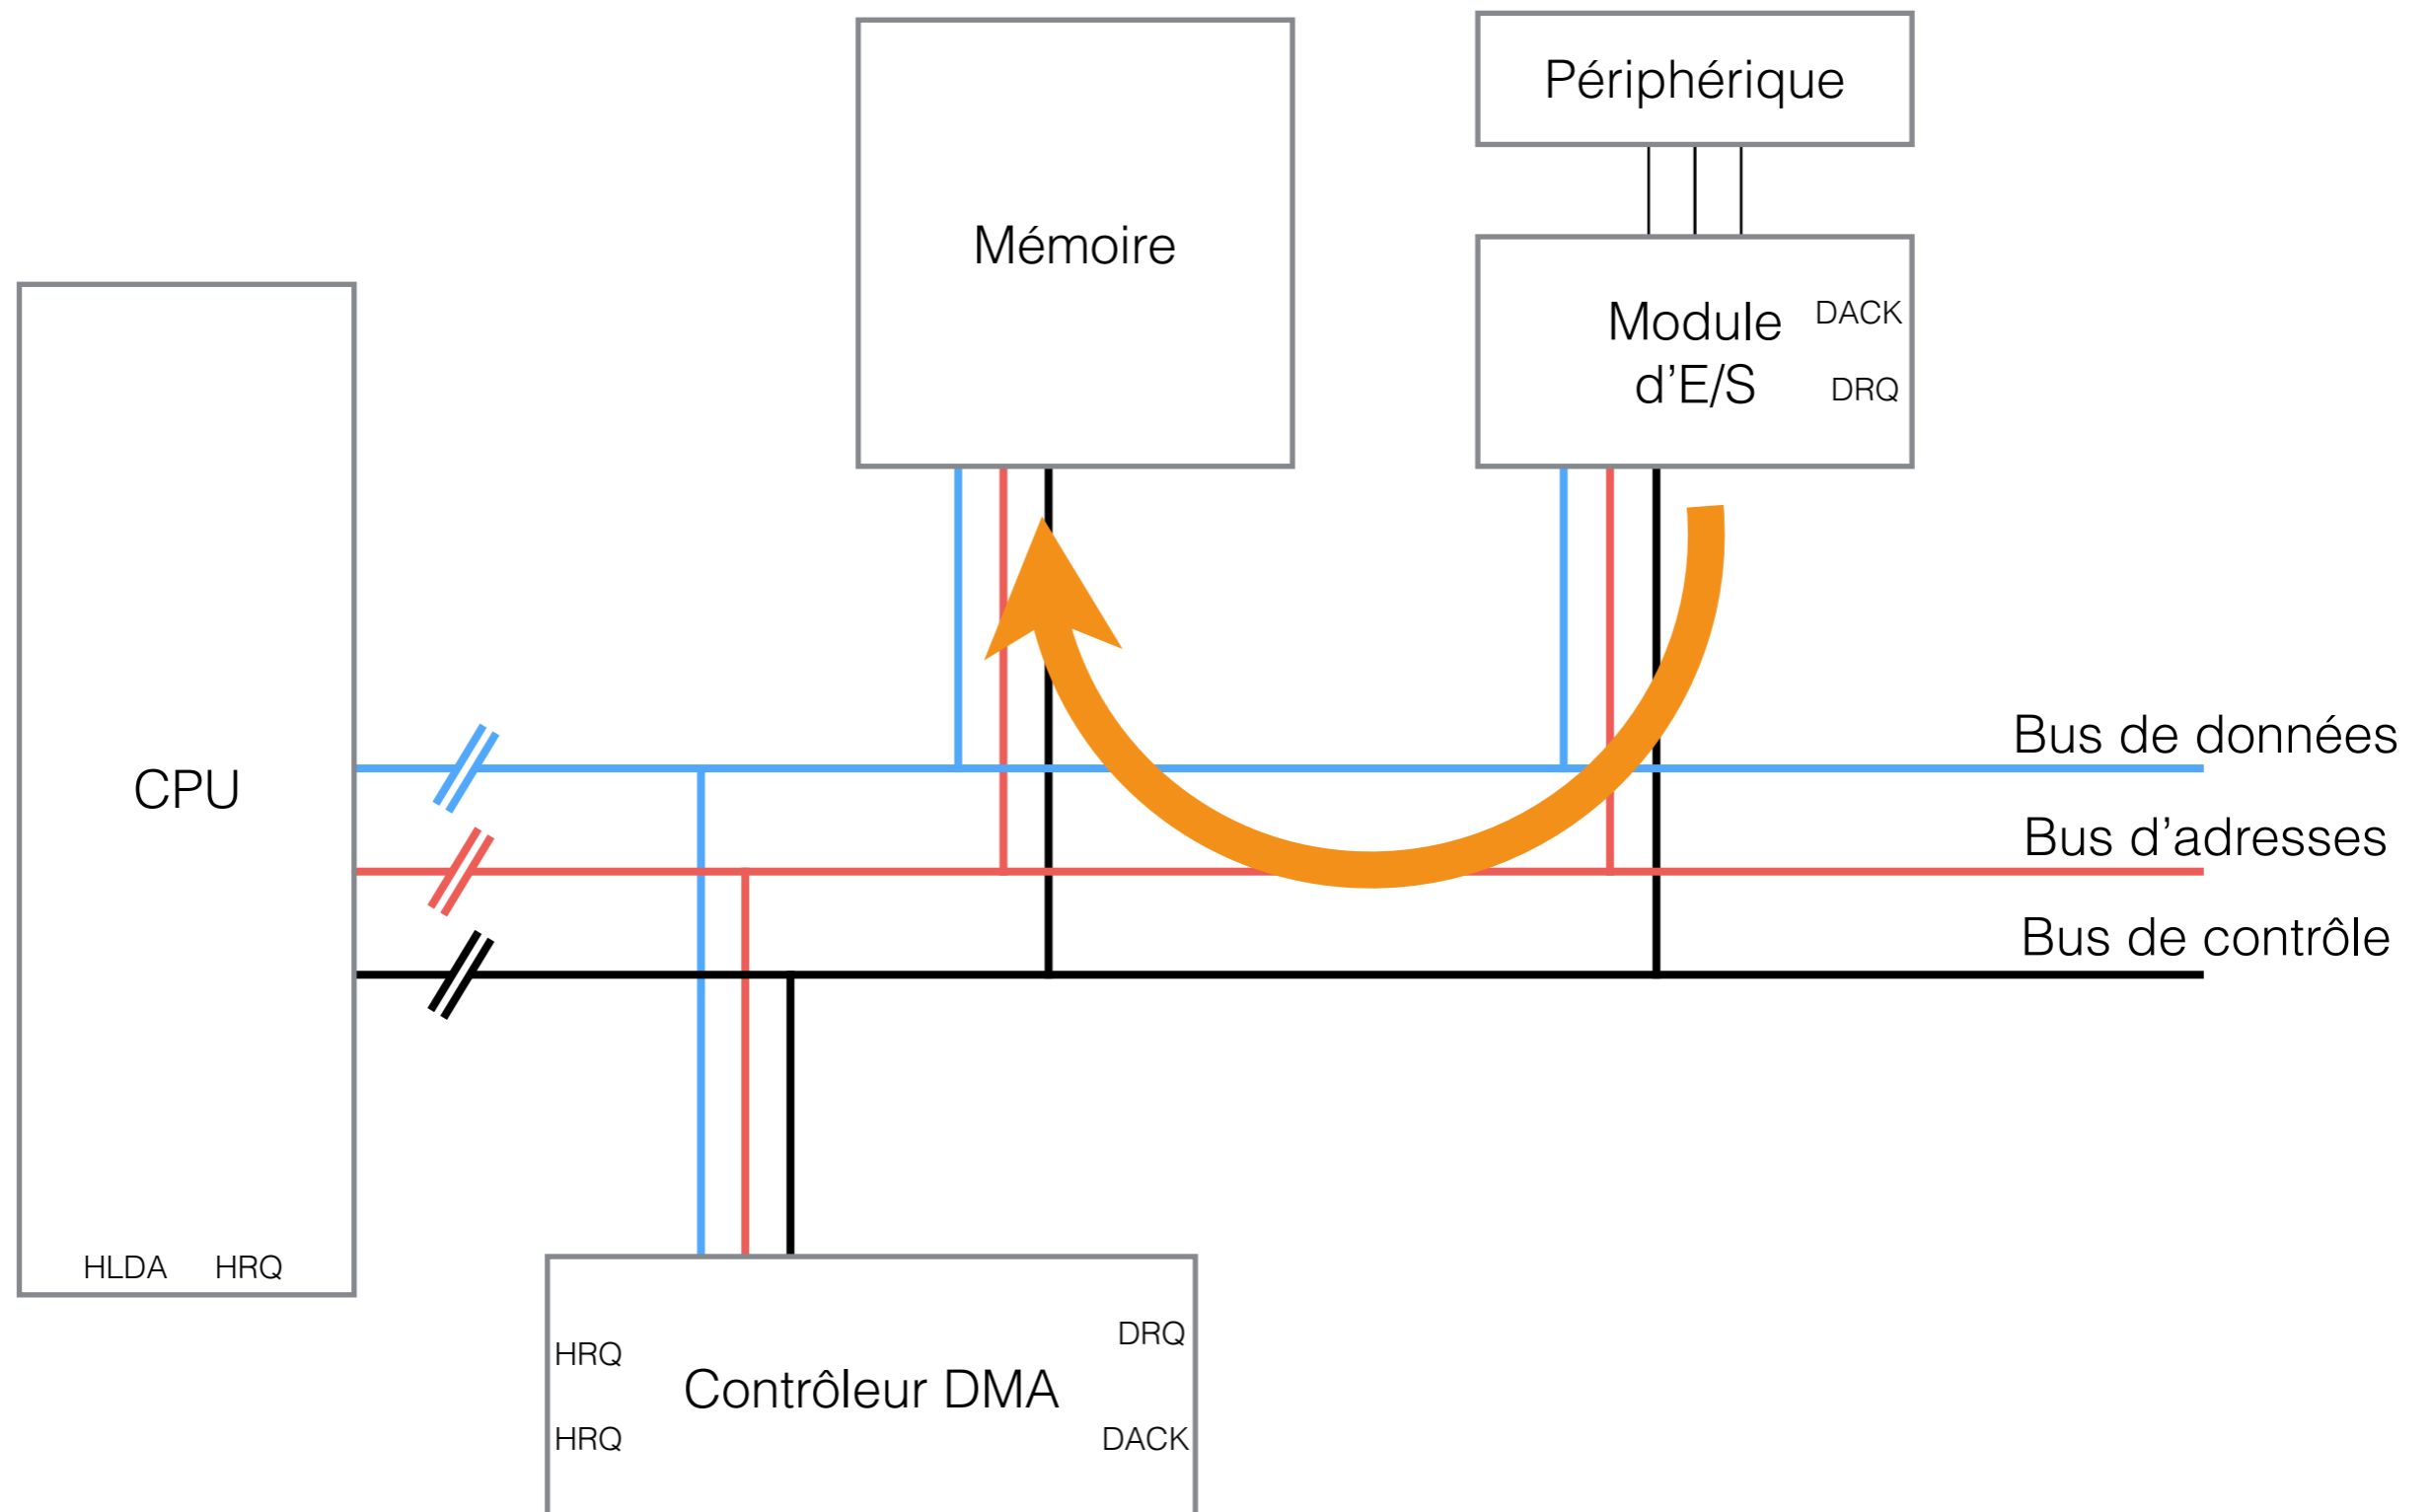 Périphérique
Mémoire
Module
d’E/S
DACK
DRQ
CPU
HLDA
HRQ
Bus de données
Bus d’adresses
Bus de contrôle
HRQ
HRQ
Contrôleur DMA
DRQ
DACK